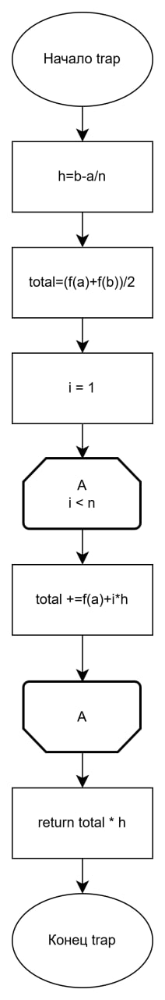 Начало trap
h=b-a/n
total=(f(a)+f(b))/2
i = 1
A
i < n
total +=f(a)+i*h
A
return total * h
Конец trap